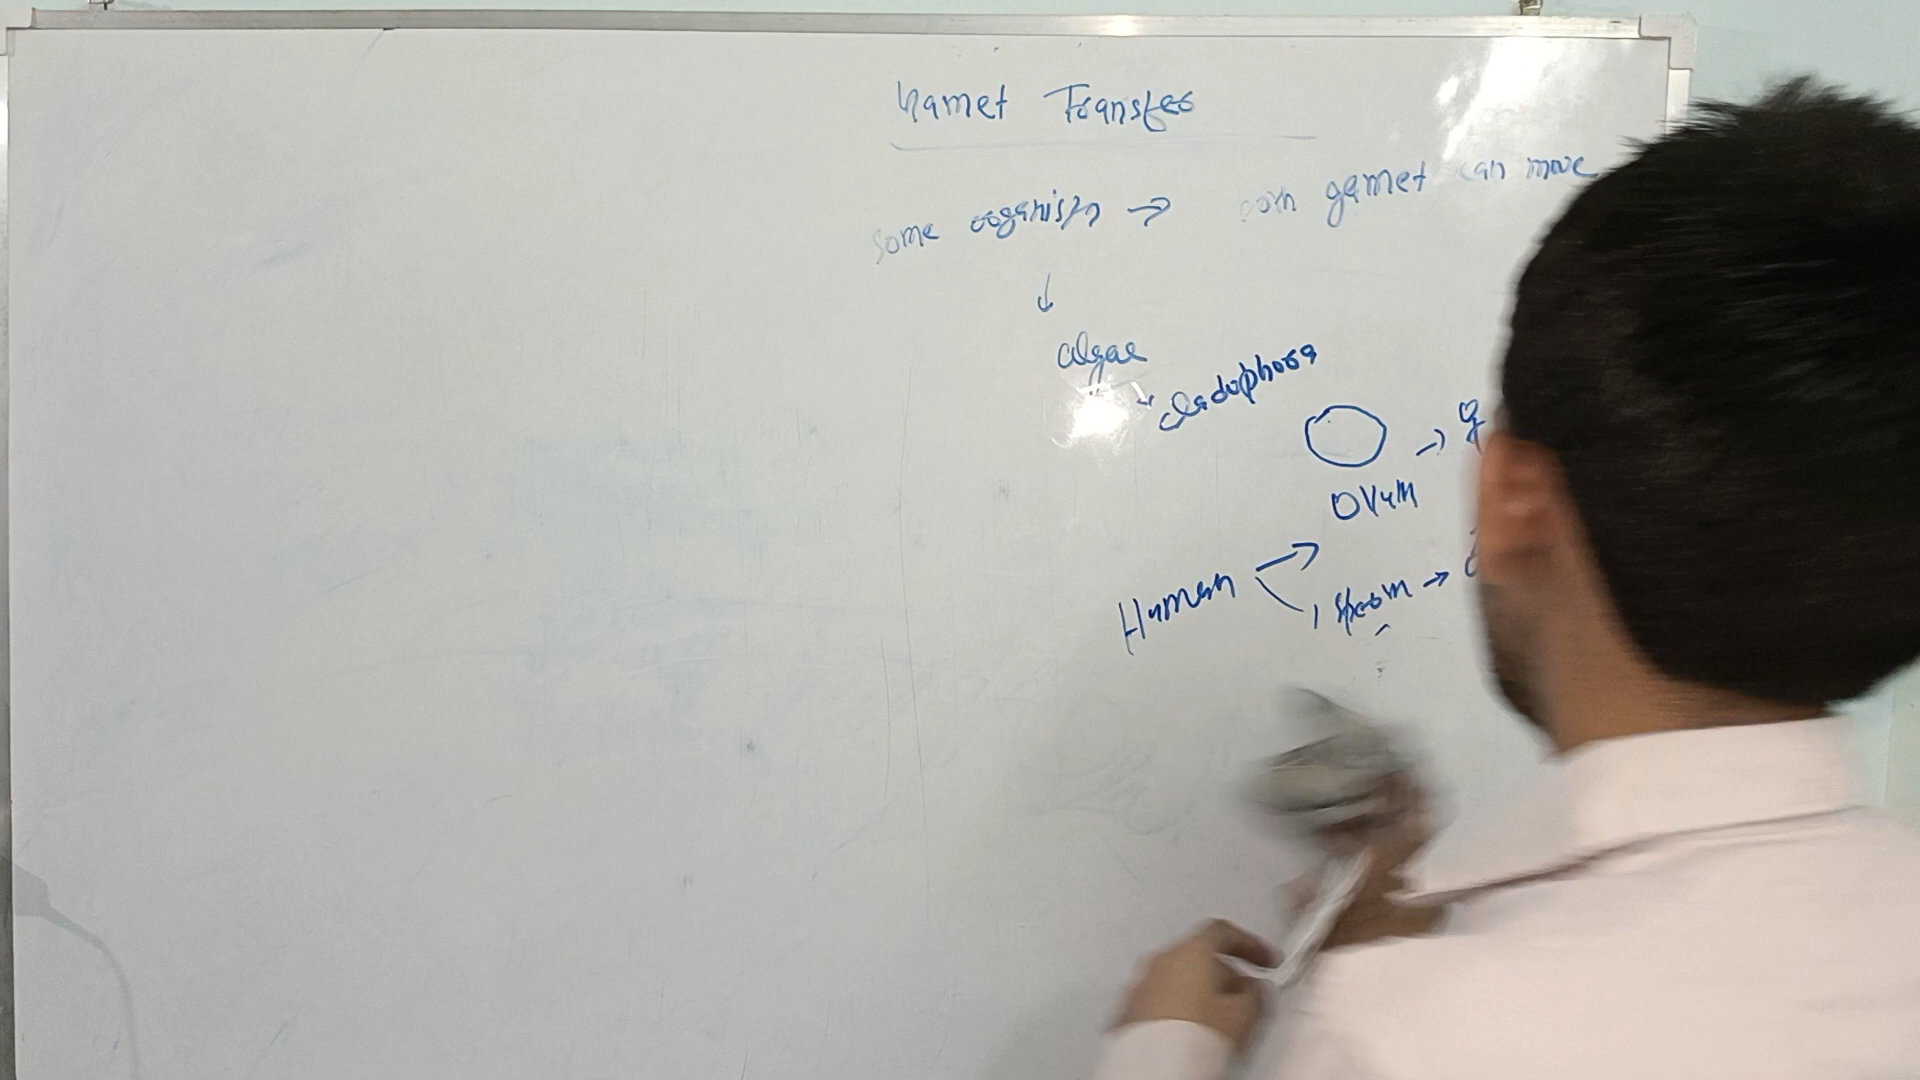 Gamet Transfer
some organism → both gamet can move
↓
algae
cladophora
→ ♀
OVUM
Human
sperm →